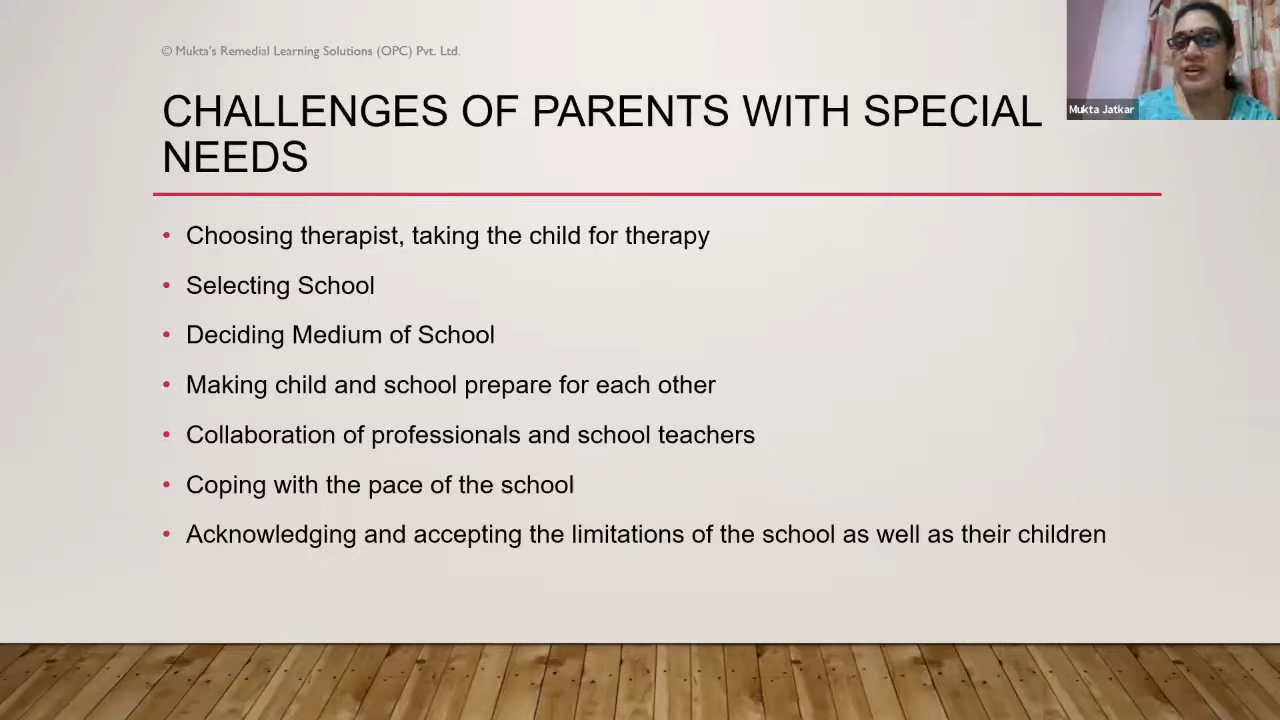 © Mukta's Remedial Learning Solutions (OPC) Pvt. Ltd.
CHALLENGES OF PARENTS WITH SPECIAL
NEEDS
Mukta Jatkar
• Choosing therapist, taking the child for therapy
• Selecting School
• Deciding Medium of School
• Making child and school prepare for each other
• Collaboration of professionals and school teachers
• Coping with the pace of the school
• Acknowledging and accepting the limitations of the school as well as their children